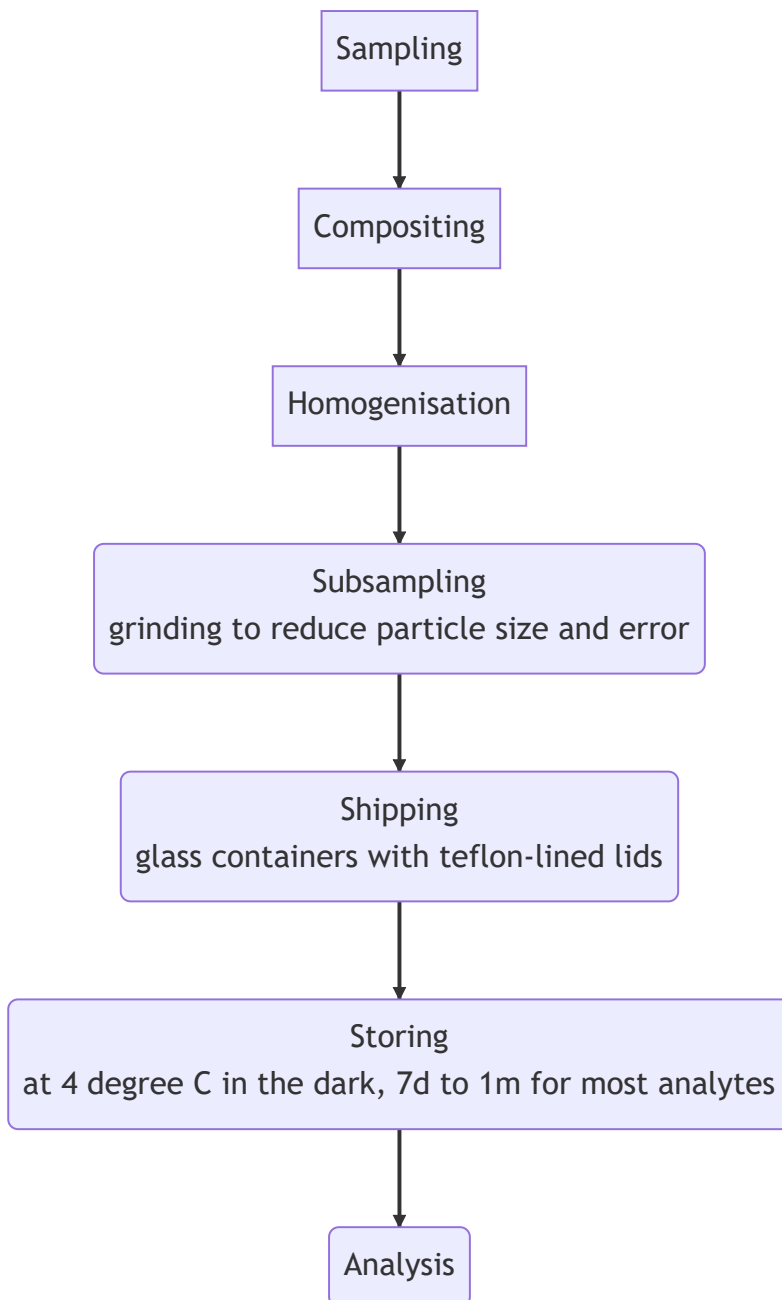 Sampling
Compositing
Homogenisation
Subsampling
grinding to reduce particle size and error
Shipping
glass containers with teflon-lined lids
Storing
at 4 degree C in the dark, 7d to 1m for most analytes
Analysis